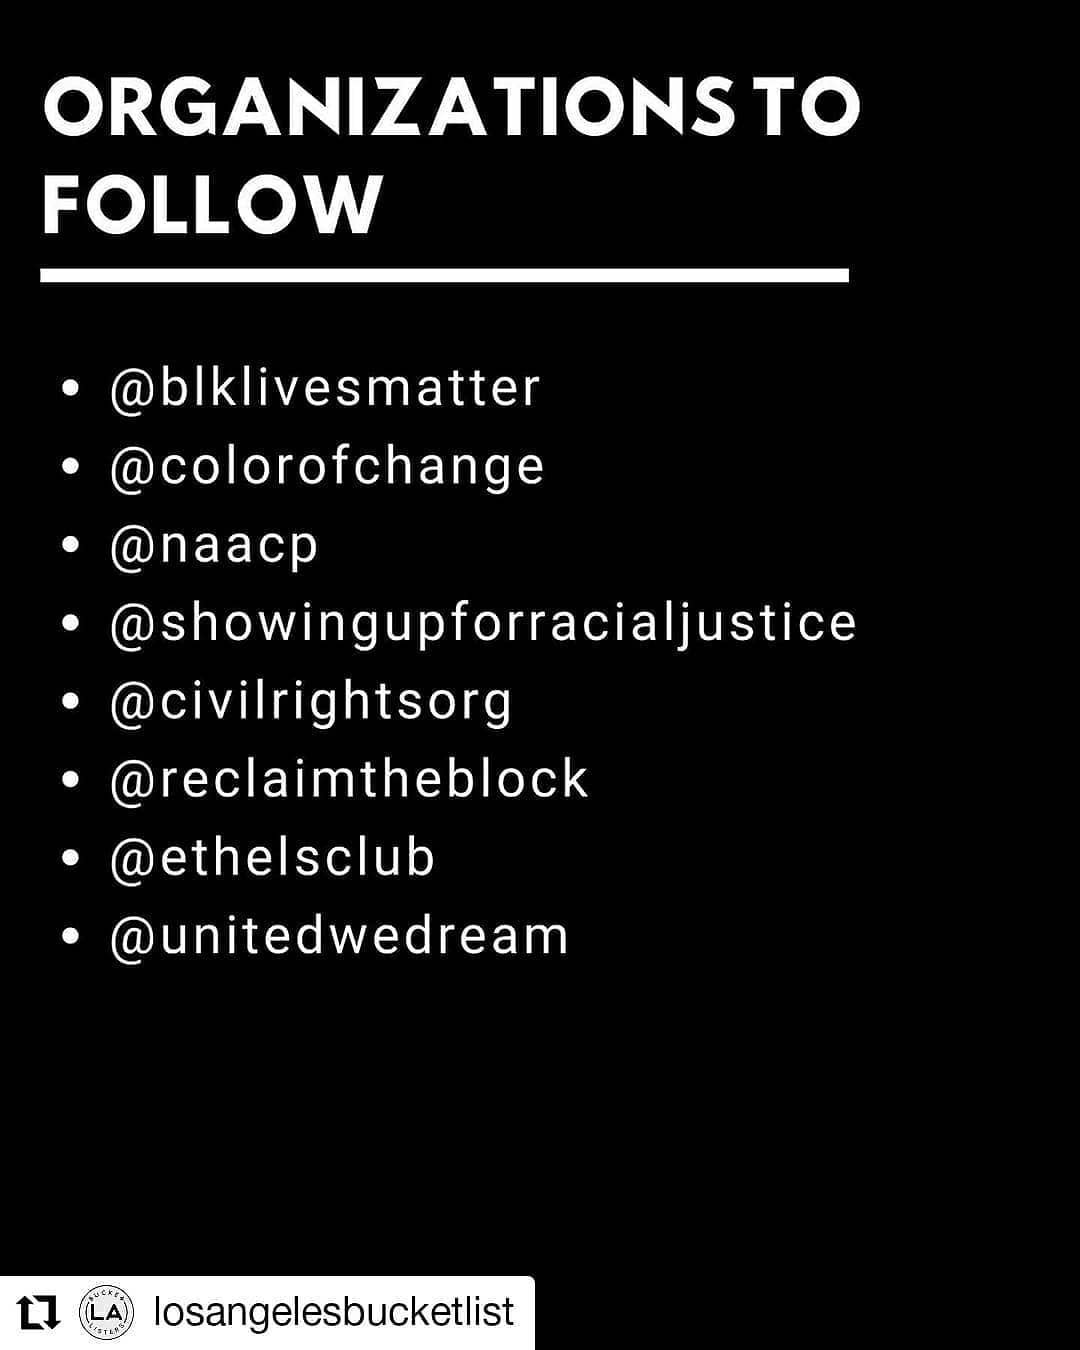 ORGANIZATIONS TO
FOLLOW
• @blklivesmatter
• @colorofchange
• @naacp
• @showingupforracialjustice
• @civilrightsorg
• @reclaimtheblock
• @ethelsclub
• @unitedwedream
BUCKET
LA
LISTERS
losangelesbucketlist